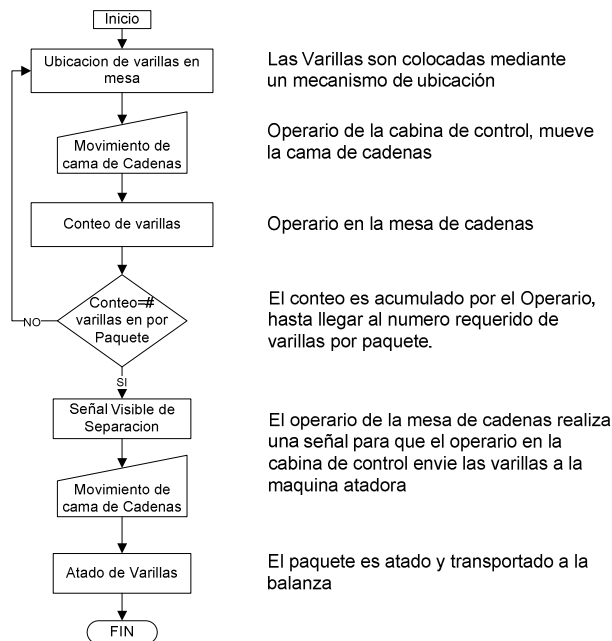 Inicio
Ubicacion de varillas en
mesa
Las Varillas son colocadas mediante
un mecanismo de ubicación
Movimiento de
cama de Cadenas
Operario de la cabina de control, mueve
la cama de cadenas
Conteo de varillas
Operario en la mesa de cadenas
Conteo=#
varillas en por
Paquete
NO
El conteo es acumulado por el Operario,
hasta llegar al numero requerido de
varillas por paquete.
SI
Señal Visible de
Separacion
El operario de la mesa de cadenas realiza
una señal para que el operario en la
cabina de control envie las varillas a la
maquina atadora
Movimiento de
cama de Cadenas
Atado de Varillas
El paquete es atado y transportado a la
balanza
FIN